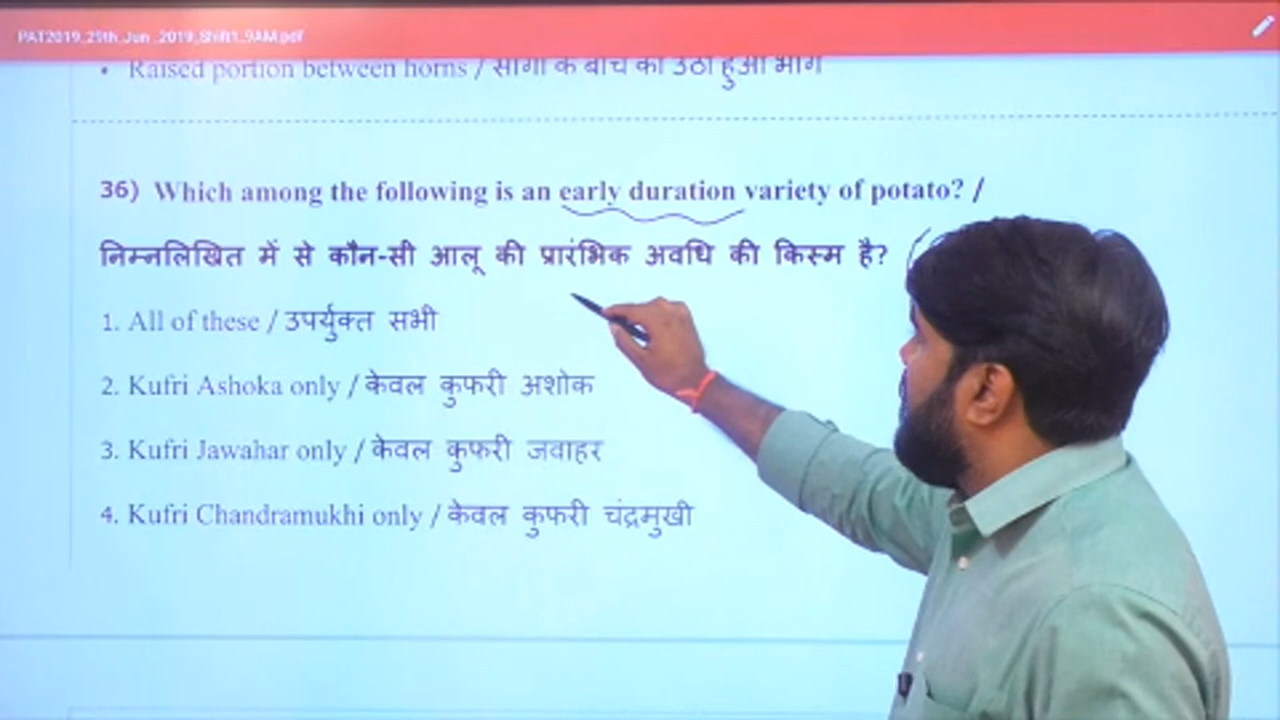 PAT2019_29th_Jun_2019_Shift1_9AM.pdf
• Raised portion between horns / सींगों के बीच का उठा हुआ भाग
36) Which among the following is an early duration variety of potato? /
निम्नलिखित में से कौन-सी आलू की प्रारंभिक अवधि की किस्म है?
1. All of these / उपर्युक्त सभी
2. Kufri Ashoka only / केवल कुफरी अशोक
3. Kufri Jawahar only / केवल कुफरी जवाहर
4. Kufri Chandramukhi only / केवल कुफरी चंद्रमुखी